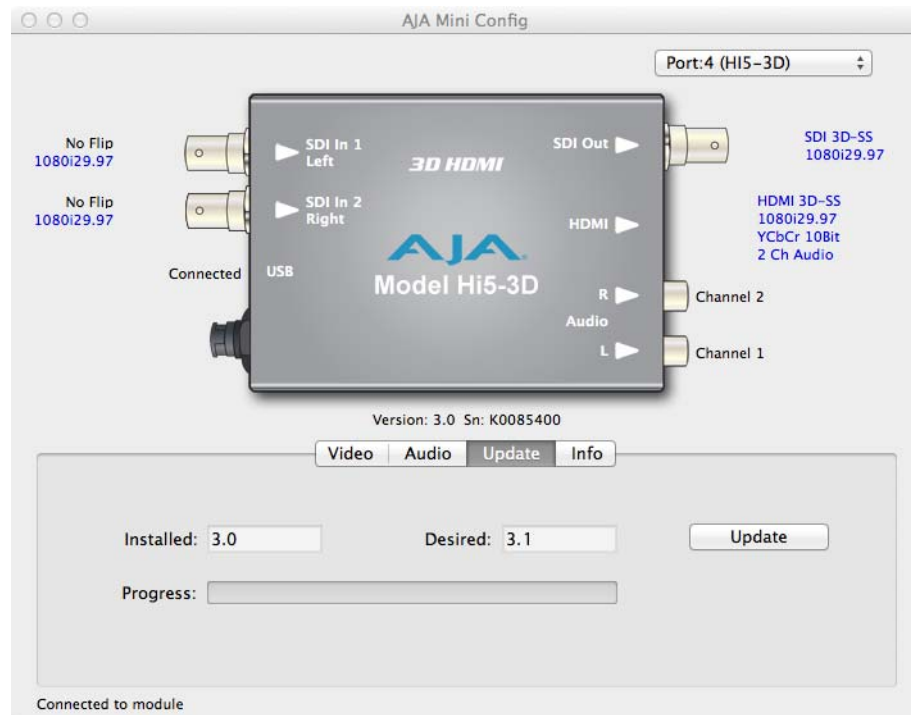 AJA Mini Config
Port:4 (HI5-3D)
No Flip
1080i29.97
No Flip
1080i29.97
Connected
SDI In 1
Left
SDI In 2
Right
USB
3D HDMI
AJA
Model Hi5-3D
SDI Out
HDMI
R
Audio
L
SDI 3D-SS
1080i29.97
HDMI 3D-SS
1080i29.97
YCbCr 10Bit
2 Ch Audio
Channel 2
Channel 1
Version: 3.0 Sn: K0085400
Video Audio Update Info
Installed: 3.0 Desired: 3.1 Update
Progress:
Connected to module